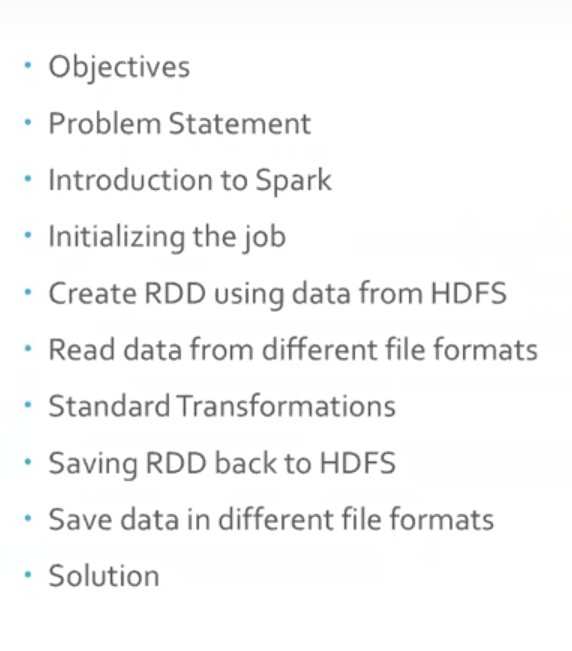 • Objectives
• Problem Statement
• Introduction to Spark
• Initializing the job
• Create RDD using data from HDFS
• Read data from different file formats
• Standard Transformations
• Saving RDD back to HDFS
• Save data in different file formats
• Solution